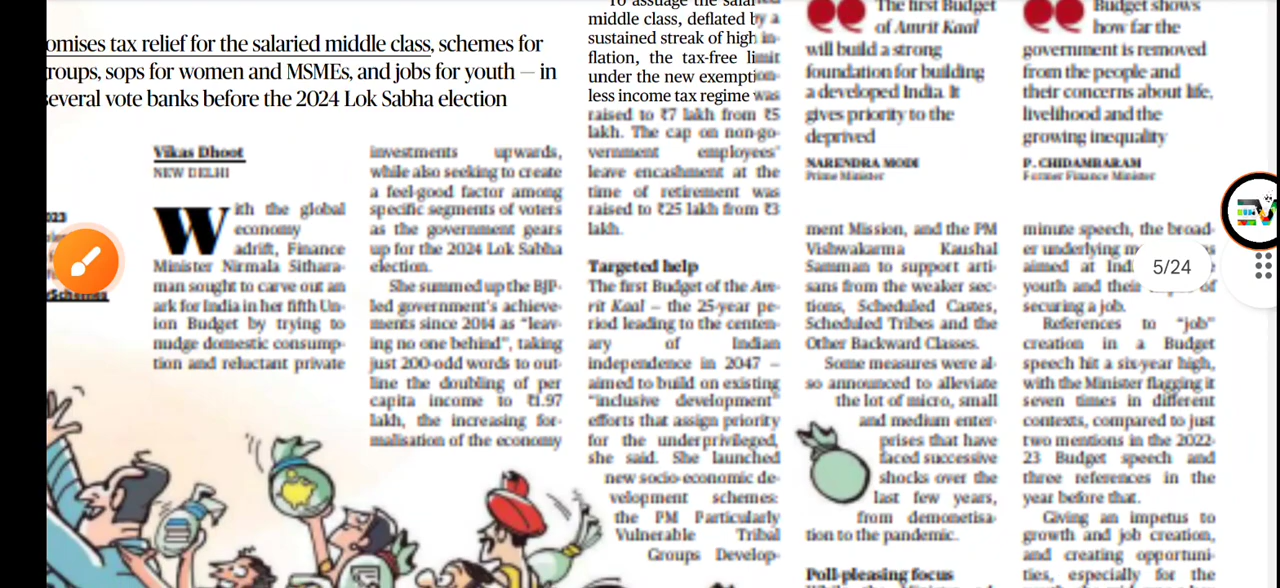 omises tax relief for the salaried middle class, schemes for
roups, sops for women and MSMEs, and jobs for youth — in
several vote banks before the 2024 Lok Sabha election
Vikas Dhoot
NEW DELHI
With the global
economy
adrift, Finance
Minister Nirmala Sithara-
man sought to carve out an
ark for India in her fifth Un-
ion Budget by trying to
nudge domestic consump-
tion and reluctant private
investments upwards,
while also seeking to create
a feel-good factor among
specific segments of voters
as the government gears
up for the 2024 Lok Sabha
election.
She summed up the BJP-
led government's achieve-
ments since 2014 as "leav-
ing no one behind", taking
just 200-odd words to out-
line the doubling of per
capita income to ₹1.97
lakh, the increasing for-
malisation of the economy
To assuage the salar
middle class, deflated by a
sustained streak of high in-
flation, the tax-free limit
under the new exemption-
less income tax regime was
raised to ₹7 lakh from ₹5
lakh. The cap on non-go-
vernment employees'
leave encashment at the
time of retirement was
raised to ₹25 lakh from ₹3
lakh.
Targeted help
The first Budget of the Am-
rit Kaal – the 25-year pe-
riod leading to the centen-
ary of Indian
independence in 2047 –
aimed to build on existing
"inclusive development"
efforts that assign priority
for the underprivileged,
she said. She launched
new socio-economic de-
velopment schemes:
the PM Particularly
Vulnerable Tribal
Groups Develop-
The first Budget
of Amrit Kaal
will build a strong
foundation for building
a developed India. It
gives priority to the
deprived
NARENDRA MODI
Prime Minister
ment Mission, and the PM
Vishwakarma Kaushal
Samman to support arti-
sans from the weaker sec-
tions, Scheduled Castes,
Scheduled Tribes and the
Other Backward Classes.
Some measures were al-
so announced to alleviate
the lot of micro, small
and medium enter-
prises that have
faced successive
shocks over the
last few years,
from demonetisa-
tion to the pandemic.
Poll-pleasing focus
Budget shows
how far the
government is removed
from the people and
their concerns about life,
livelihood and the
growing inequality
P. CHIDAMBARAM
Former Finance Minister
minute speech, the broad-
er underlying
aimed at Ind
youth and their of
securing a job.
References to "job"
creation in a Budget
speech hit a six-year high,
with the Minister flagging it
seven times in different
contexts, compared to just
two mentions in the 2022-
23 Budget speech and
three references in the
year before that.
Giving an impetus to
growth and job creation,
and creating opportuni-
ties, especially for the
5/24
EV